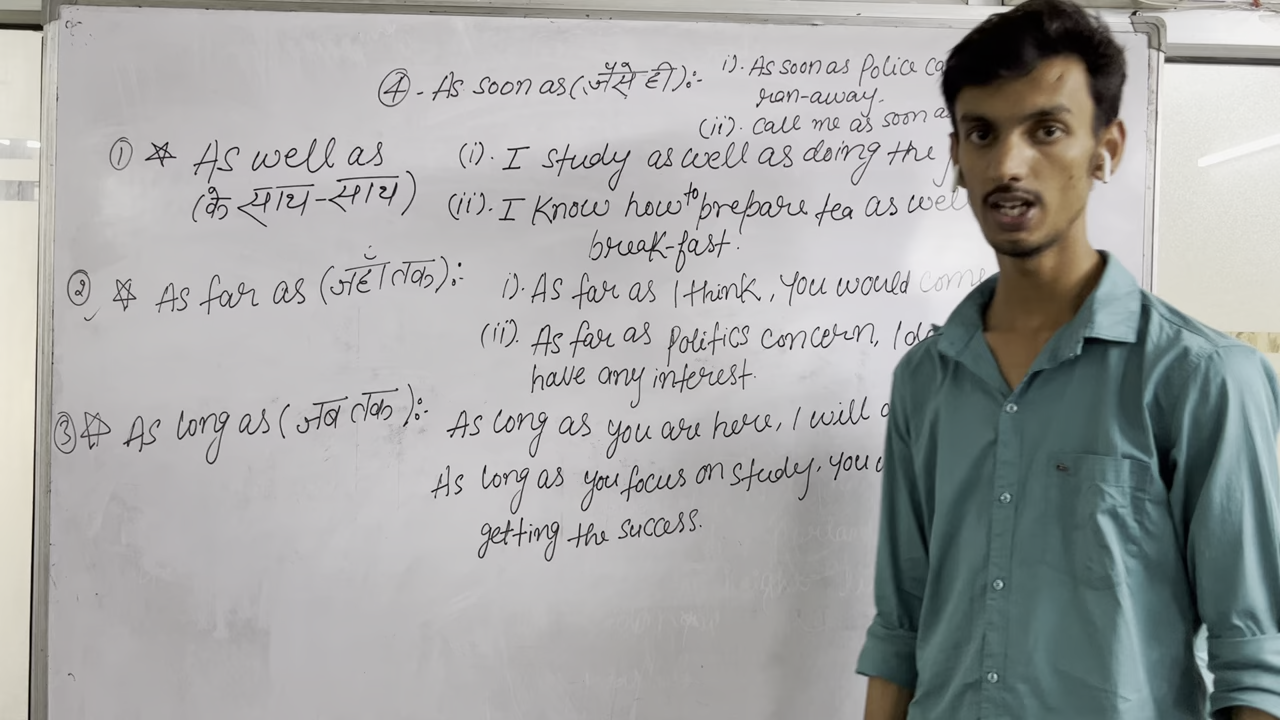 ④ - As soon as (जैसे ही):- i). As soon as Police
ran-away.
(ii). Call me as soon as
① ☆ As well as (i). I study as well as doing the
(के साथ-साथ) (ii). I know how to prepare tea as well
break-fast.
② ☆ As far as (जहाँ तक): i). As far as I think, You would come
(ii). As far as Politics concern, I
have any interest.
③ ☆ As long as (जब तक):- As long as you are here, I will
As long as you focus on study, you
getting the success.